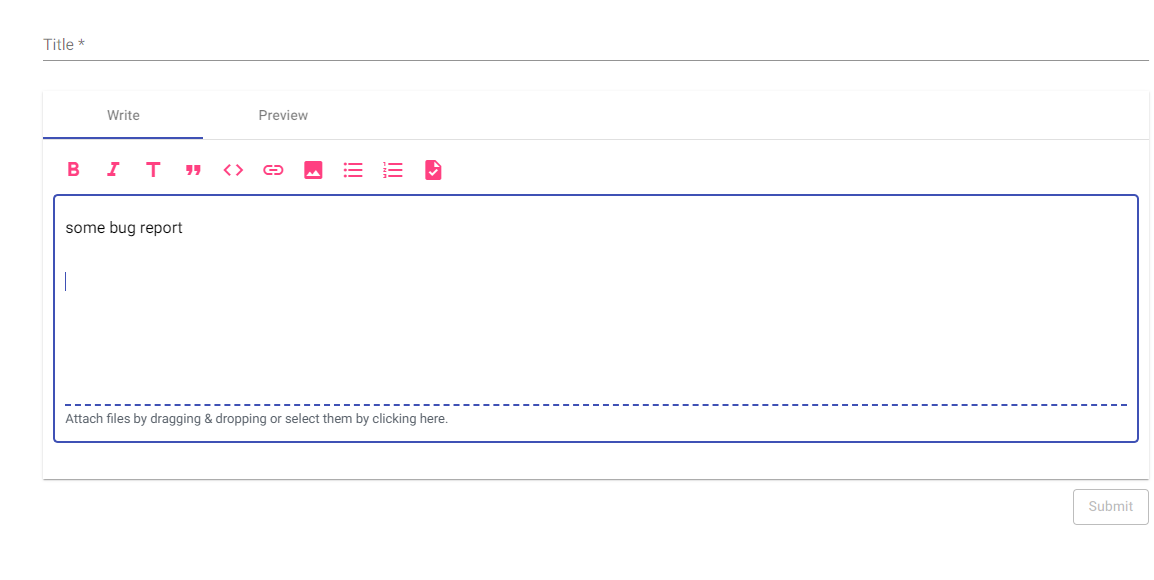 Title *
Write
Preview
some bug report
Attach files by dragging & dropping or select them by clicking here.
Submit